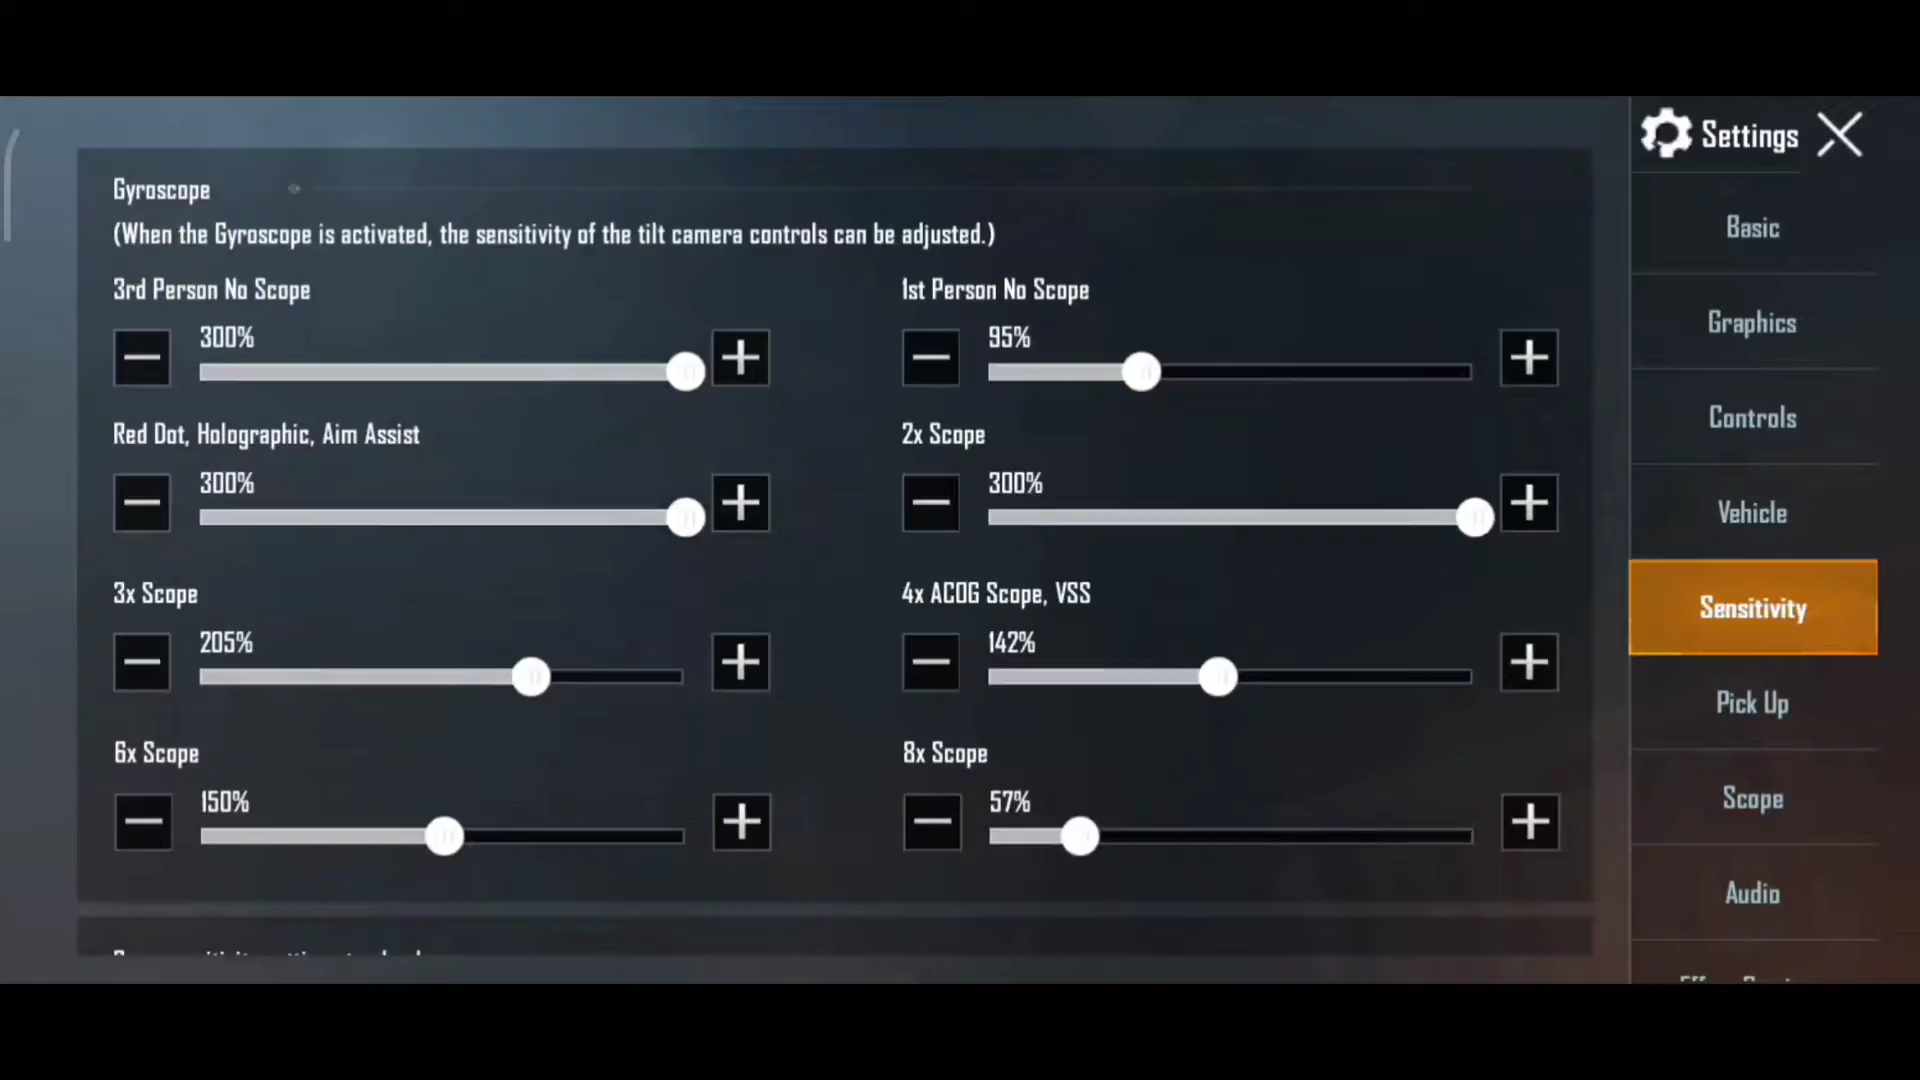 Settings
Gyroscope
(When the Gyroscope is activated, the sensitivity of the tilt camera controls can be adjusted.)
3rd Person No Scope
300%
1st Person No Scope
95%
Red Dot, Holographic, Aim Assist
300%
2x Scope
300%
3x Scope
205%
4x ACOG Scope, VSS
142%
6x Scope
150%
8x Scope
57%
Basic
Graphics
Controls
Vehicle
Sensitivity
Pick Up
Scope
Audio